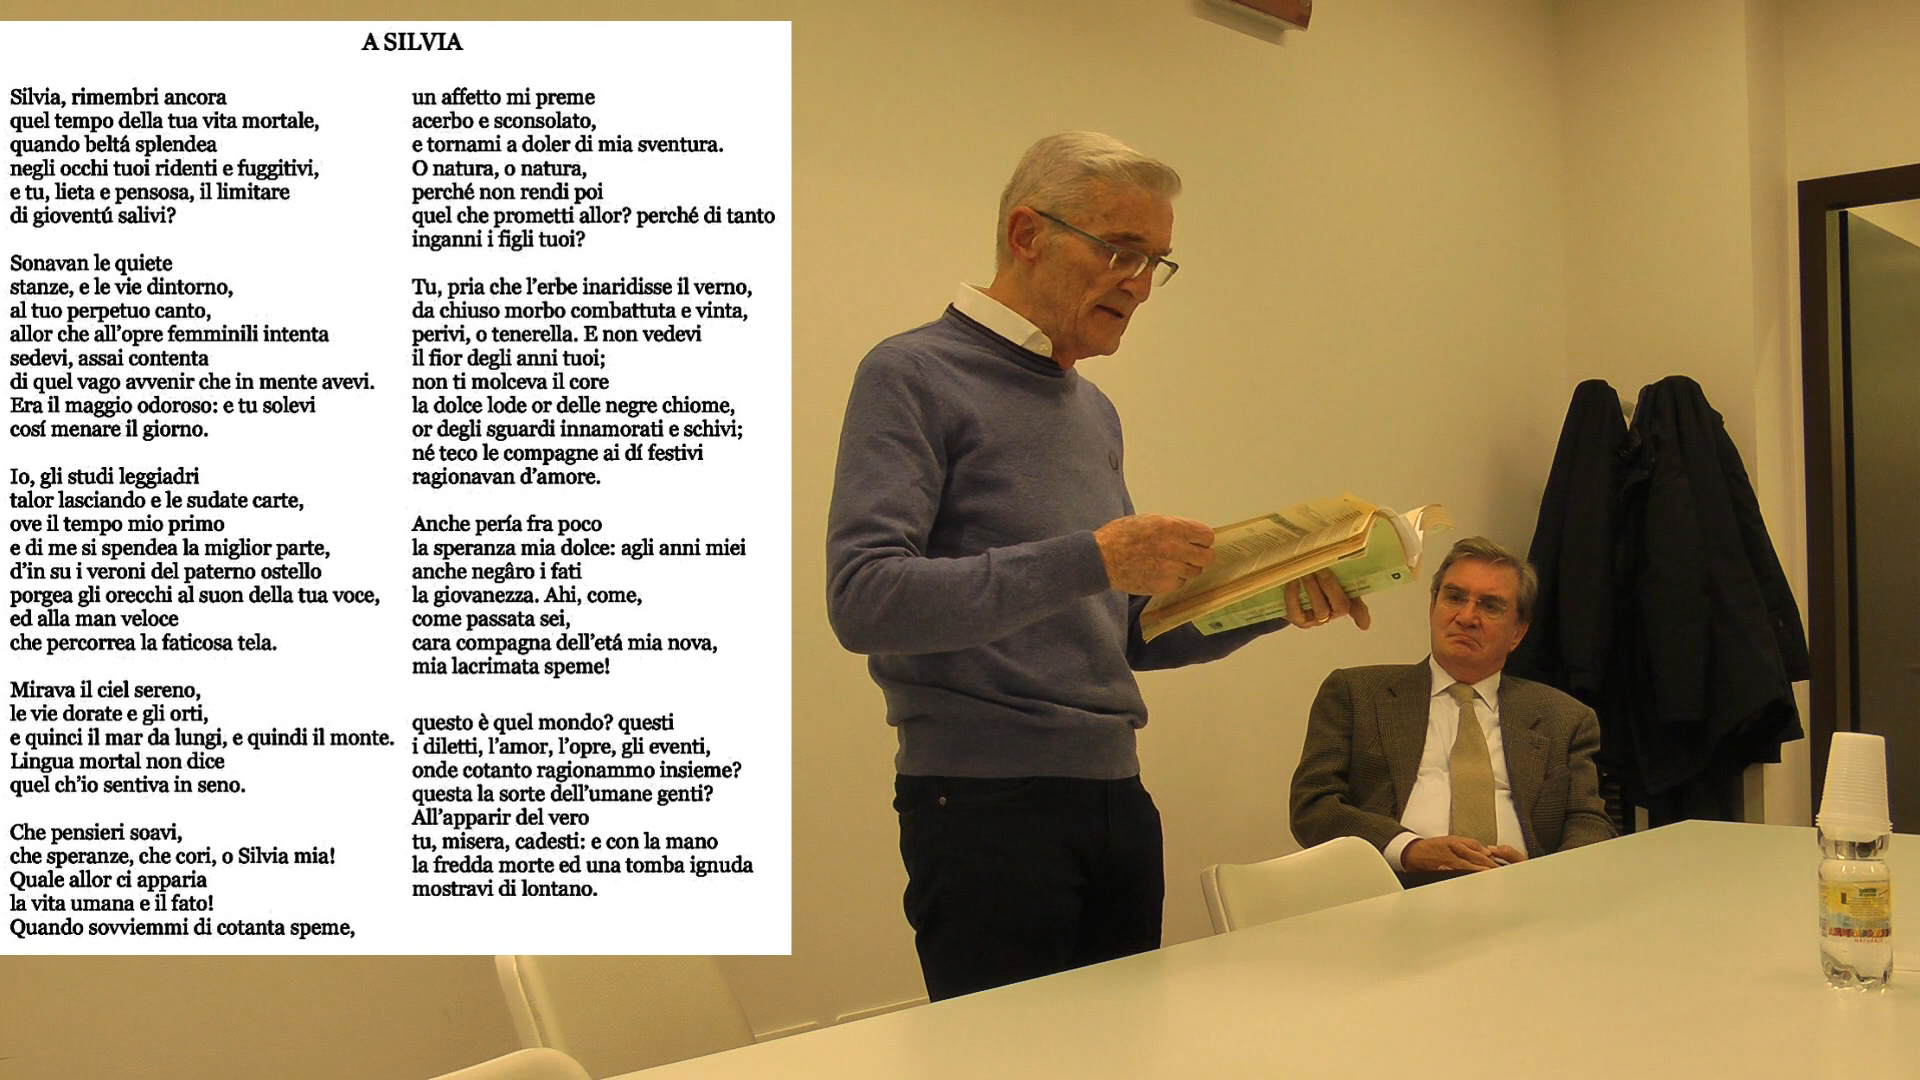 A SILVIA
Silvia, rimembri ancora
quel tempo della tua vita mortale,
quando beltá splendea
negli occhi tuoi ridenti e fuggitivi,
e tu, lieta e pensosa, il limitare
di gioventú salivi?
Sonavan le quiete
stanze, e le vie dintorno,
al tuo perpetuo canto,
allor che all'opre femminili intenta
sedevi, assai contenta
di quel vago avvenir che in mente avevi.
Era il maggio odoroso: e tu solevi
cosí menare il giorno.
Io, gli studi leggiadri
talor lasciando e le sudate carte,
ove il tempo mio primo
e di me si spendea la miglior parte,
d'in su i veroni del paterno ostello
porgea gli orecchi al suon della tua voce,
ed alla man veloce
che percorrea la faticosa tela.
Mirava il ciel sereno,
le vie dorate e gli orti,
e quinci il mar da lungi, e quindi il monte.
Lingua mortal non dice
quel ch'io sentiva in seno.
Che pensieri soavi,
che speranze, che cori, o Silvia mia!
Quale allor ci apparia
la vita umana e il fato!
Quando sovviemmi di cotanta speme,
un affetto mi preme
acerbo e sconsolato,
e tornami a doler di mia sventura.
O natura, o natura,
perché non rendi poi
quel che prometti allor? perché di tanto
inganni i figli tuoi?
Tu, pria che l'erbe inaridisse il verno,
da chiuso morbo combattuta e vinta,
perivi, o tenerella. E non vedevi
il fior degli anni tuoi;
non ti molceva il core
la dolce lode or delle negre chiome,
or degli sguardi innamorati e schivi;
né teco le compagne ai dí festivi
ragionavan d'amore.
Anche pería fra poco
la speranza mia dolce: agli anni miei
anche negâro i fati
la giovanezza. Ahi, come,
come passata sei,
cara compagna dell'etá mia nova,
mia lacrimata speme!
questo è quel mondo? questi
i diletti, l'amor, l'opre, gli eventi,
onde cotanto ragionammo insieme?
questa la sorte dell'umane genti?
All'apparir del vero
tu, misera, cadesti: e con la mano
la fredda morte ed una tomba ignuda
mostravi di lontano.
NATURALE